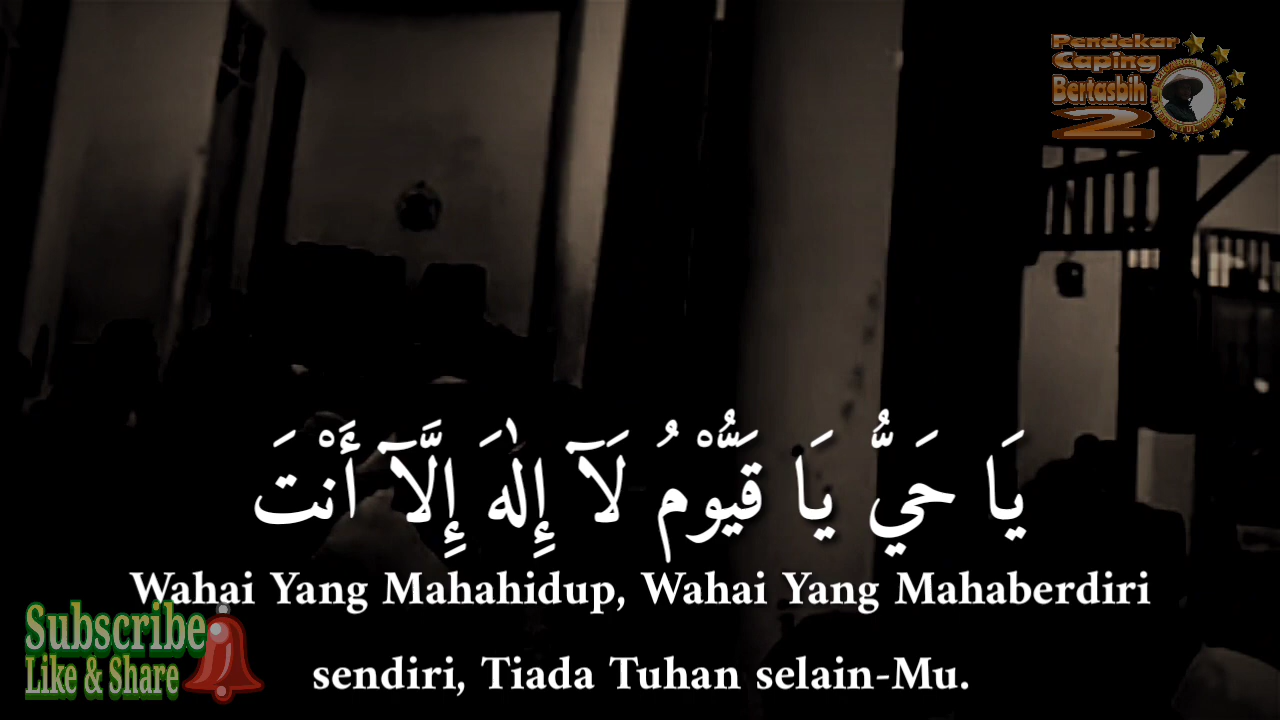 Pendekar
Caping
Bertasbih
2
يَا حَيُّ يَا قَيُّوْمُ لَآ إِلٰهَ إِلَّآ أَنْتَ
Wahai Yang Mahahidup, Wahai Yang Mahaberdiri
sendiri, Tiada Tuhan selain-Mu.
Subscribe
Like & Share